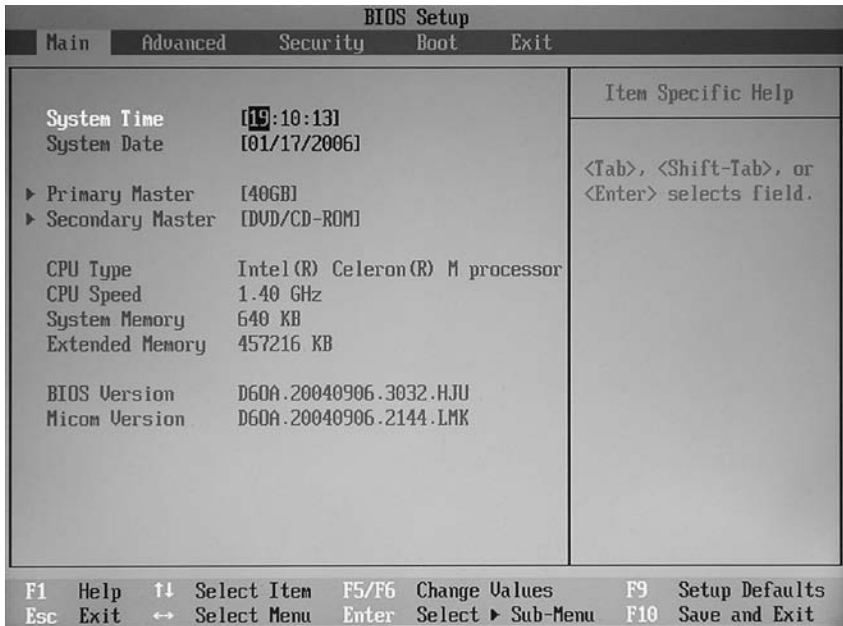 BIOS Setup
Main Advanced Security Boot Exit
Item Specific Help
System Time [19:10:13]
System Date [01/17/2006]
<Tab>, <Shift-Tab>, or
<Enter> selects field.
▶ Primary Master [40GB]
▶ Secondary Master [DVD/CD-ROM]
CPU Type Intel(R) Celeron(R) M processor
CPU Speed 1.40 GHz
System Memory 640 KB
Extended Memory 457216 KB
BIOS Version D60A.20040906.3032.HJU
Micom Version D60A.20040906.2144.LMK
F1 Help ↑↓ Select Item F5/F6 Change Values F9 Setup Defaults
Esc Exit ↔ Select Menu Enter Select ▶ Sub-Menu F10 Save and Exit